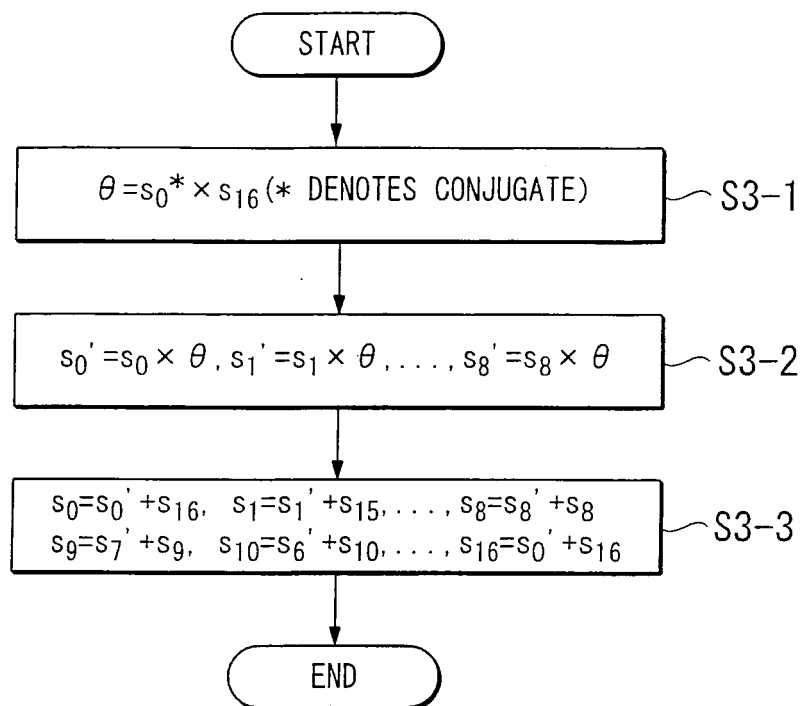 START
θ=s₀*×s₁₆(* DENOTES CONJUGATE)
S3-1
s₀'=s₀× θ, s₁'=s₁× θ,...., s₈'=s₈× θ
S3-2
s₀=s₀'+s₁₆, s₁=s₁'+s₁₅,...., s₈=s₈'+s₈
s₉=s₇'+s₉, s₁₀=s₆'+s₁₀,...., s₁₆=s₀'+s₁₆
S3-3
END